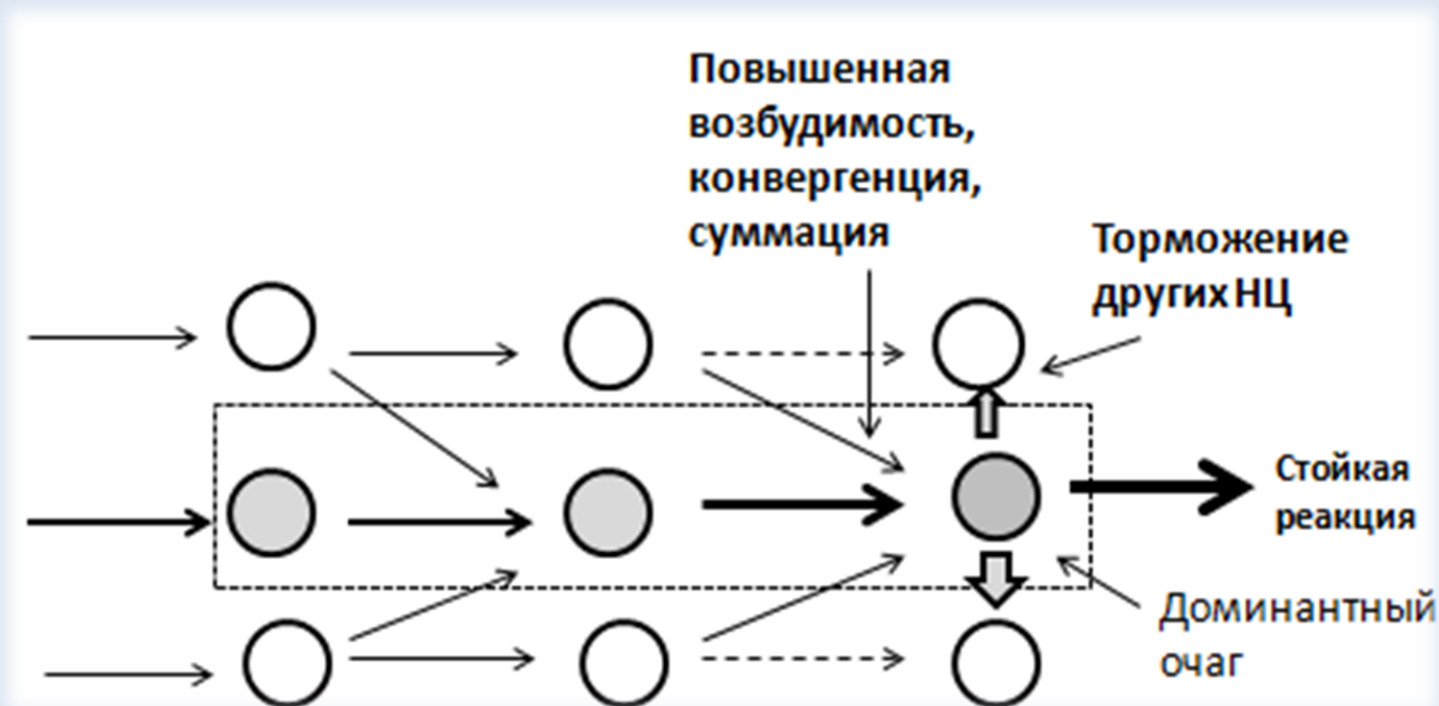 Повышенная
возбудимость,
конвергенция,
суммация
Торможение
других НЦ
Стойкая
реакция
Доминантный
очаг